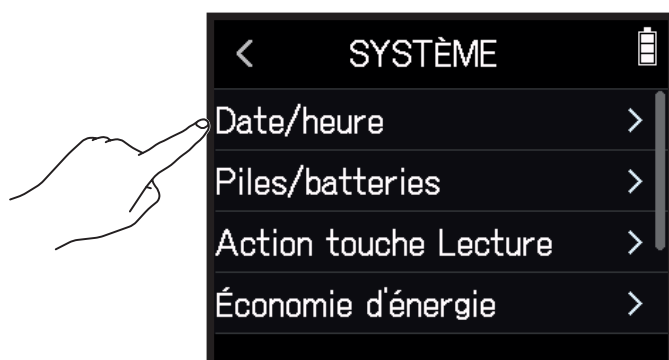 SYSTÈME
Date/heure
Piles/batteries
Action touche Lecture
Économie d'énergie